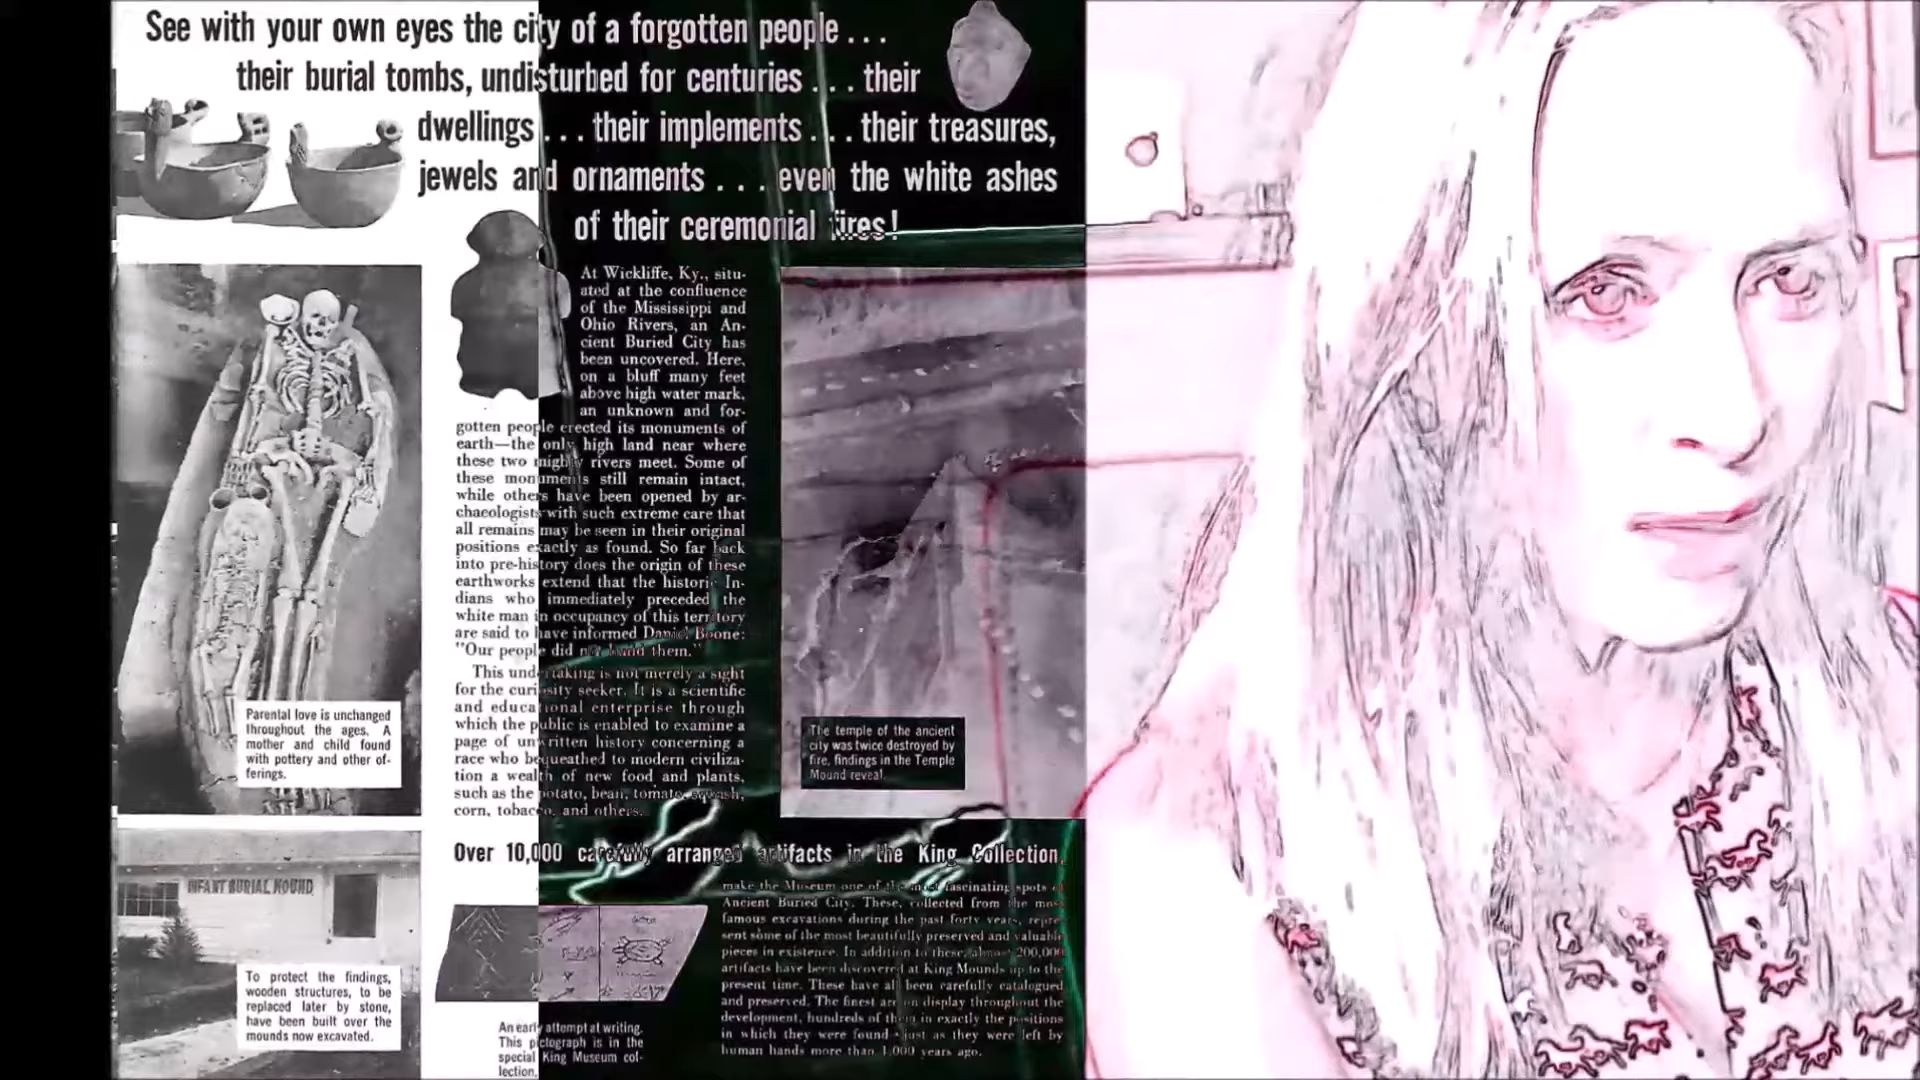 See with your own eyes the city of a forgotten people . . .
their burial tombs, undisturbed for centuries . . . their
dwellings . . . their implements . . . their treasures,
jewels and ornaments . . . even the white ashes
of their ceremonial fires!
At Wickliffe, Ky., situ-
ated at the confluence
of the Mississippi and
Ohio Rivers, an An-
cient Buried City has
been uncovered. Here,
on a bluff many feet
above high water mark,
an unknown and for-
gotten people erected its monuments of
earth—the only high land near where
these two mighty rivers meet. Some of
these monuments still remain intact,
while others have been opened by ar-
chaeologists with such extreme care that
all remains may be seen in their original
positions exactly as found. So far back
into pre-history does the origin of these
earthworks extend that the historic In-
dians who immediately preceded the
white man in occupancy of this territory
are said to have informed Daniel Boone:
"Our people did not build them."
This undertaking is not merely a sight
for the curiosity seeker. It is a scientific
and educational enterprise through
which the public is enabled to examine a
page of unwritten history concerning a
race who bequeathed to modern civiliza-
tion a wealth of new food and plants,
such as the potato, bean, tomato, squash,
corn, tobacco, and others.
Parental love is unchanged
throughout the ages. A
mother and child found
with pottery and other of-
ferings.
The temple of the ancient
city was twice destroyed by
fire, findings in the Temple
Mound reveal.
INFANT BURIAL MOUND
To protect the findings,
wooden structures, to be
replaced later by stone,
have been built over the
mounds now excavated.
Over 10,000 carefully arranged artifacts in the King Collection,
make the Museum one of the most fascinating spots of
Ancient Buried City. These, collected from the most
famous excavations during the past forty years, repre-
sent some of the most beautifully preserved and valuable
pieces in existence. In addition to these, almost 200,000
artifacts have been discovered at King Mounds up to the
present time. These have all been carefully catalogued
and preserved. The finest are on display throughout the
development, hundreds of them in exactly the positions
in which they were found - just as they were left by
human hands more than 1,000 years ago.
An early attempt at writing.
This pictograph is in the
special King Museum col-
lection.